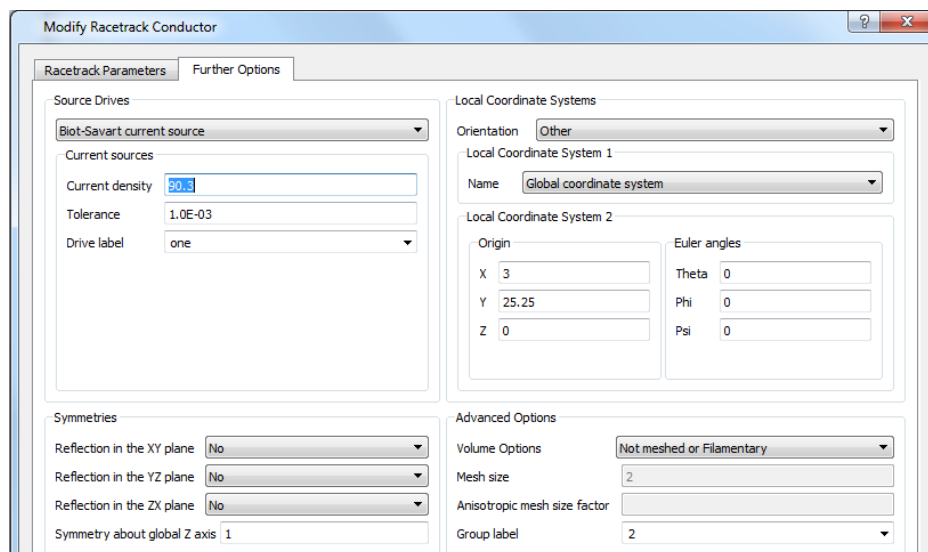 Modify Racetrack Conductor
?
X
Racetrack Parameters
Further Options
Source Drives
Biot-Savart current source
Current sources
Current density 90.3
Tolerance 1.0E-03
Drive label one
Local Coordinate Systems
Orientation Other
Local Coordinate System 1
Name Global coordinate system
Local Coordinate System 2
Origin
X 3
Y 25.25
Z 0
Euler angles
Theta 0
Phi 0
Psi 0
Symmetries
Reflection in the XY plane No
Reflection in the YZ plane No
Reflection in the ZX plane No
Symmetry about global Z axis 1
Advanced Options
Volume Options Not meshed or Filamentary
Mesh size 2
Anisotropic mesh size factor
Group label 2